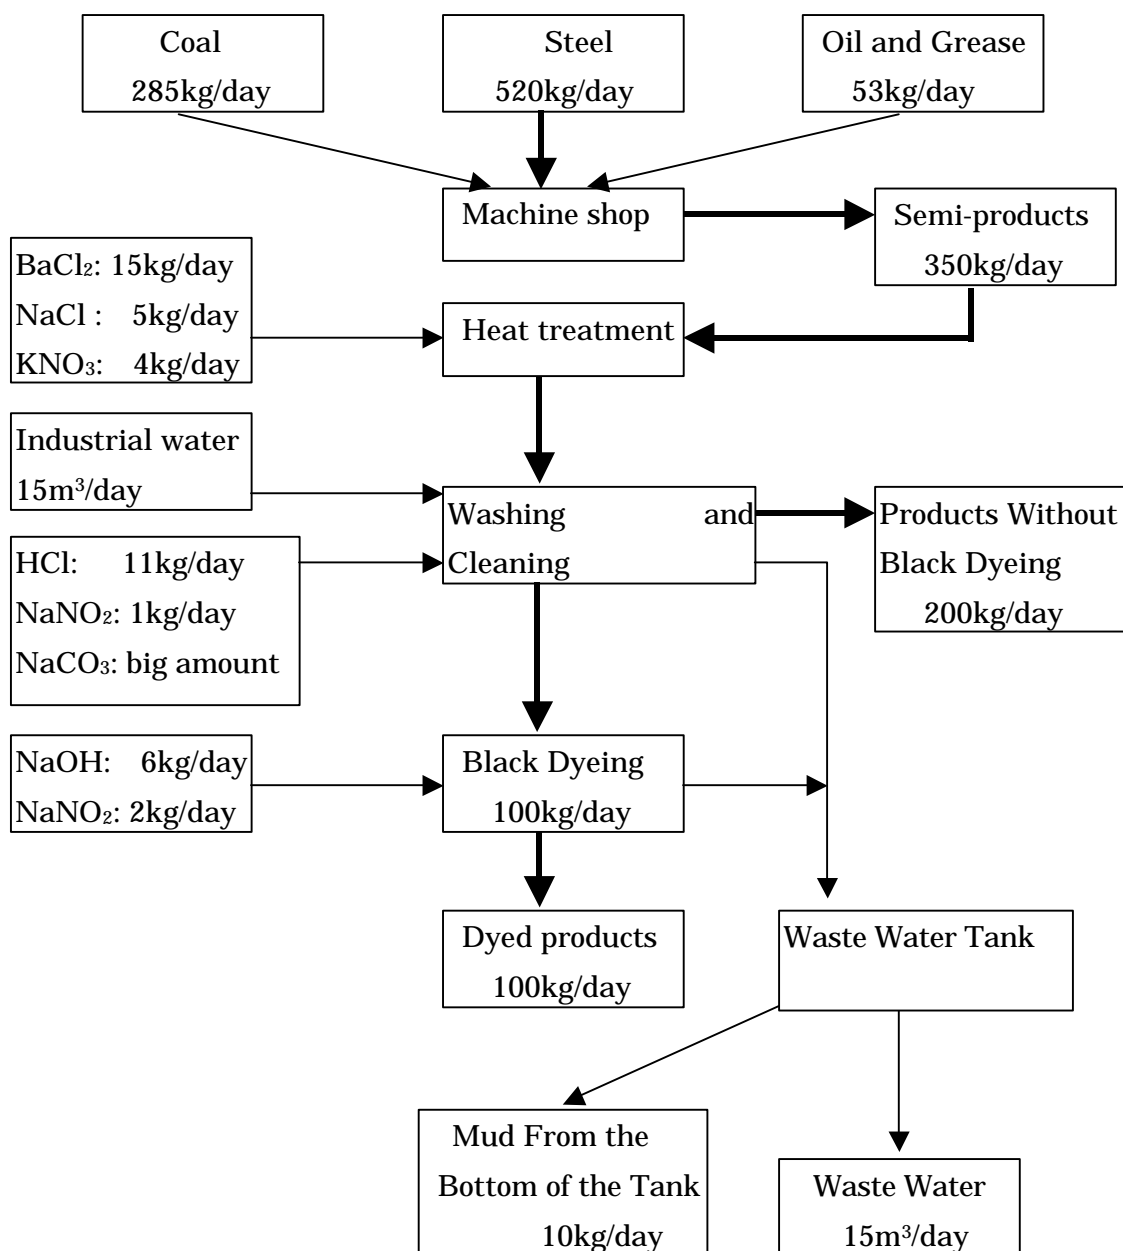 Coal
285kg/day
Steel
520kg/day
Oil and Grease
53kg/day
Machine shop
Semi-products
350kg/day
BaCl₂: 15kg/day
NaCl : 5kg/day
KNO₃: 4kg/day
Heat treatment
Industrial water
15m³/day
Washing and
Cleaning
Products Without
Black Dyeing
200kg/day
HCl: 11kg/day
NaNO₂: 1kg/day
NaCO₃: big amount
NaOH: 6kg/day
NaNO₂: 2kg/day
Black Dyeing
100kg/day
Dyed products
100kg/day
Waste Water Tank
Mud From the
Bottom of the Tank
10kg/day
Waste Water
15m³/day